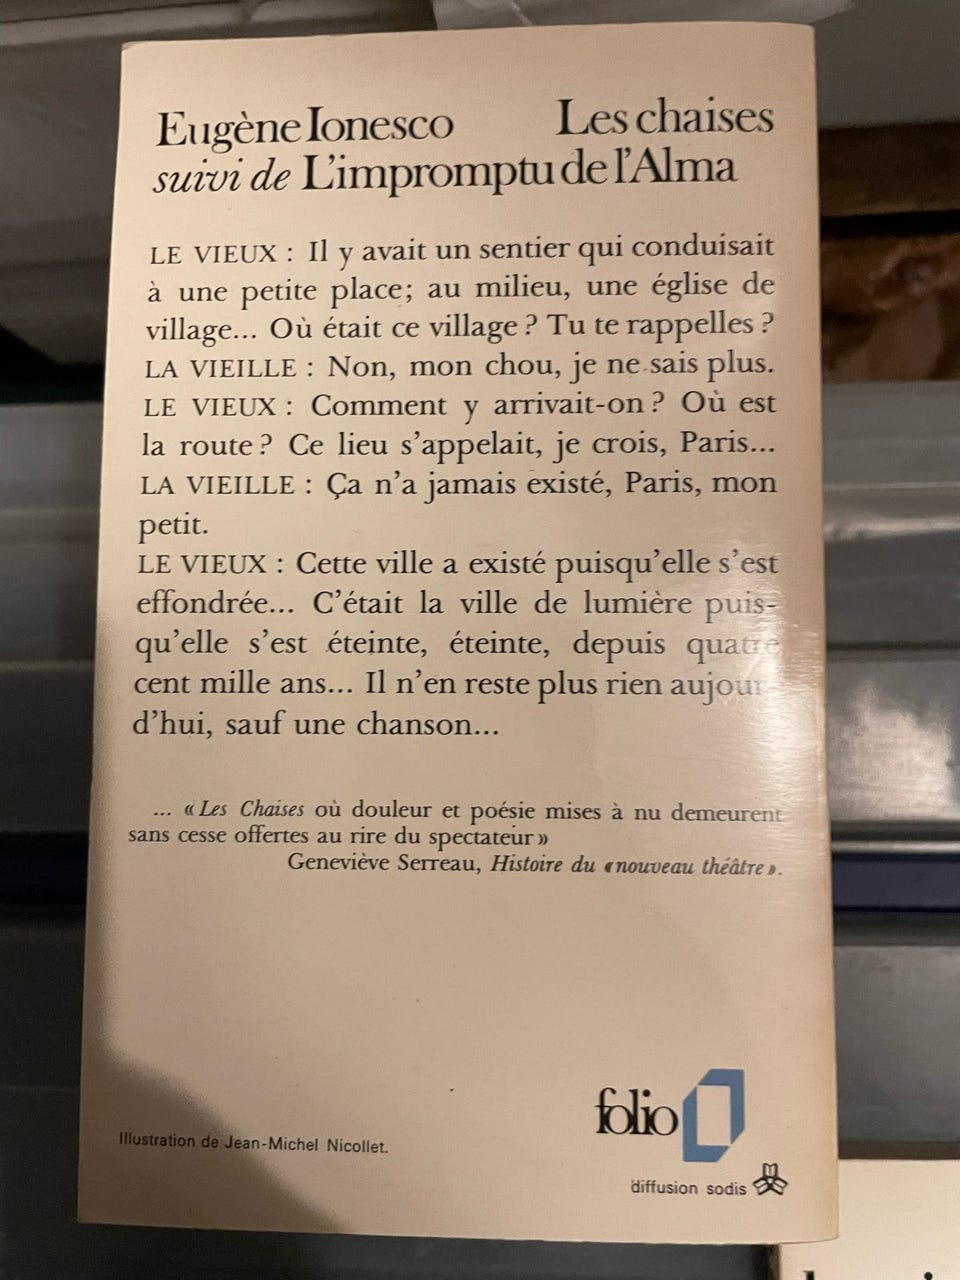 Eugène Ionesco Les chaises
suivi de L'impromptu de l'Alma
LE VIEUX : Il y avait un sentier qui conduisait
à une petite place; au milieu, une église de
village... Où était ce village ? Tu te rappelles ?
LA VIEILLE : Non, mon chou, je ne sais plus.
LE VIEUX : Comment y arrivait-on ? Où est
la route ? Ce lieu s'appelait, je crois, Paris...
LA VIEILLE : Ça n'a jamais existé, Paris, mon
petit.
LE VIEUX : Cette ville a existé puisqu'elle s'est
effondrée... C'était la ville de lumière puis-
qu'elle s'est éteinte, éteinte, depuis quatre
cent mille ans... Il n'en reste plus rien aujour-
d'hui, sauf une chanson...
... « Les Chaises où douleur et poésie mises à nu demeurent
sans cesse offertes au rire du spectateur »
Geneviève Serreau, Histoire du « nouveau théâtre ».
folio
Illustration de Jean-Michel Nicollet.
diffusion sodis